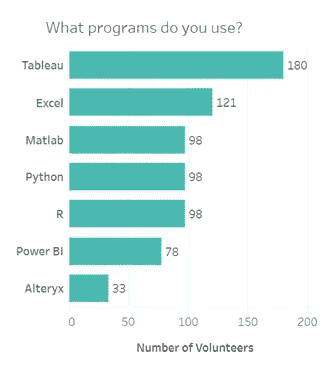 What programs do you use?
Tableau 180
Excel 121
Matlab 98
Python 98
R 98
Power BI 78
Alteryx 33
0 50 100 150 200
Number of Volunteers